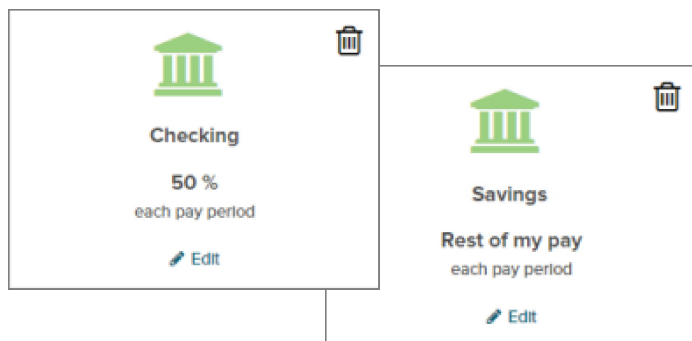 Checking
50 %
each pay period
Edit
Savings
Rest of my pay
each pay period
Edit